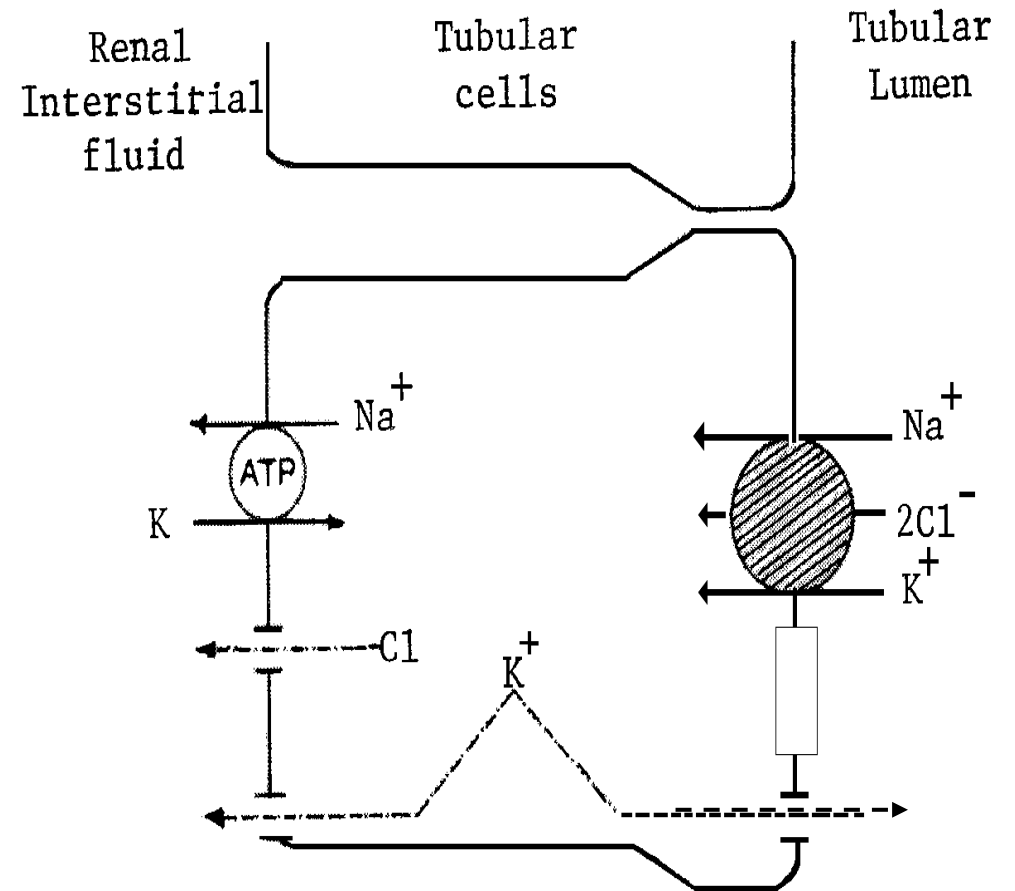 Renal
Interstitial
fluid
Tubular
cells
Tubular
Lumen
Na+
ATP
K
Cl
K+
Na+
2Cl-
K+